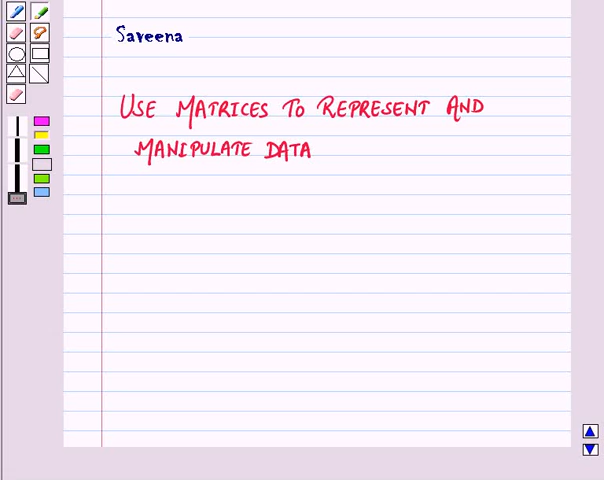 Saveena
USE MATRICES TO REPRESENT AND
MANIPULATE DATA